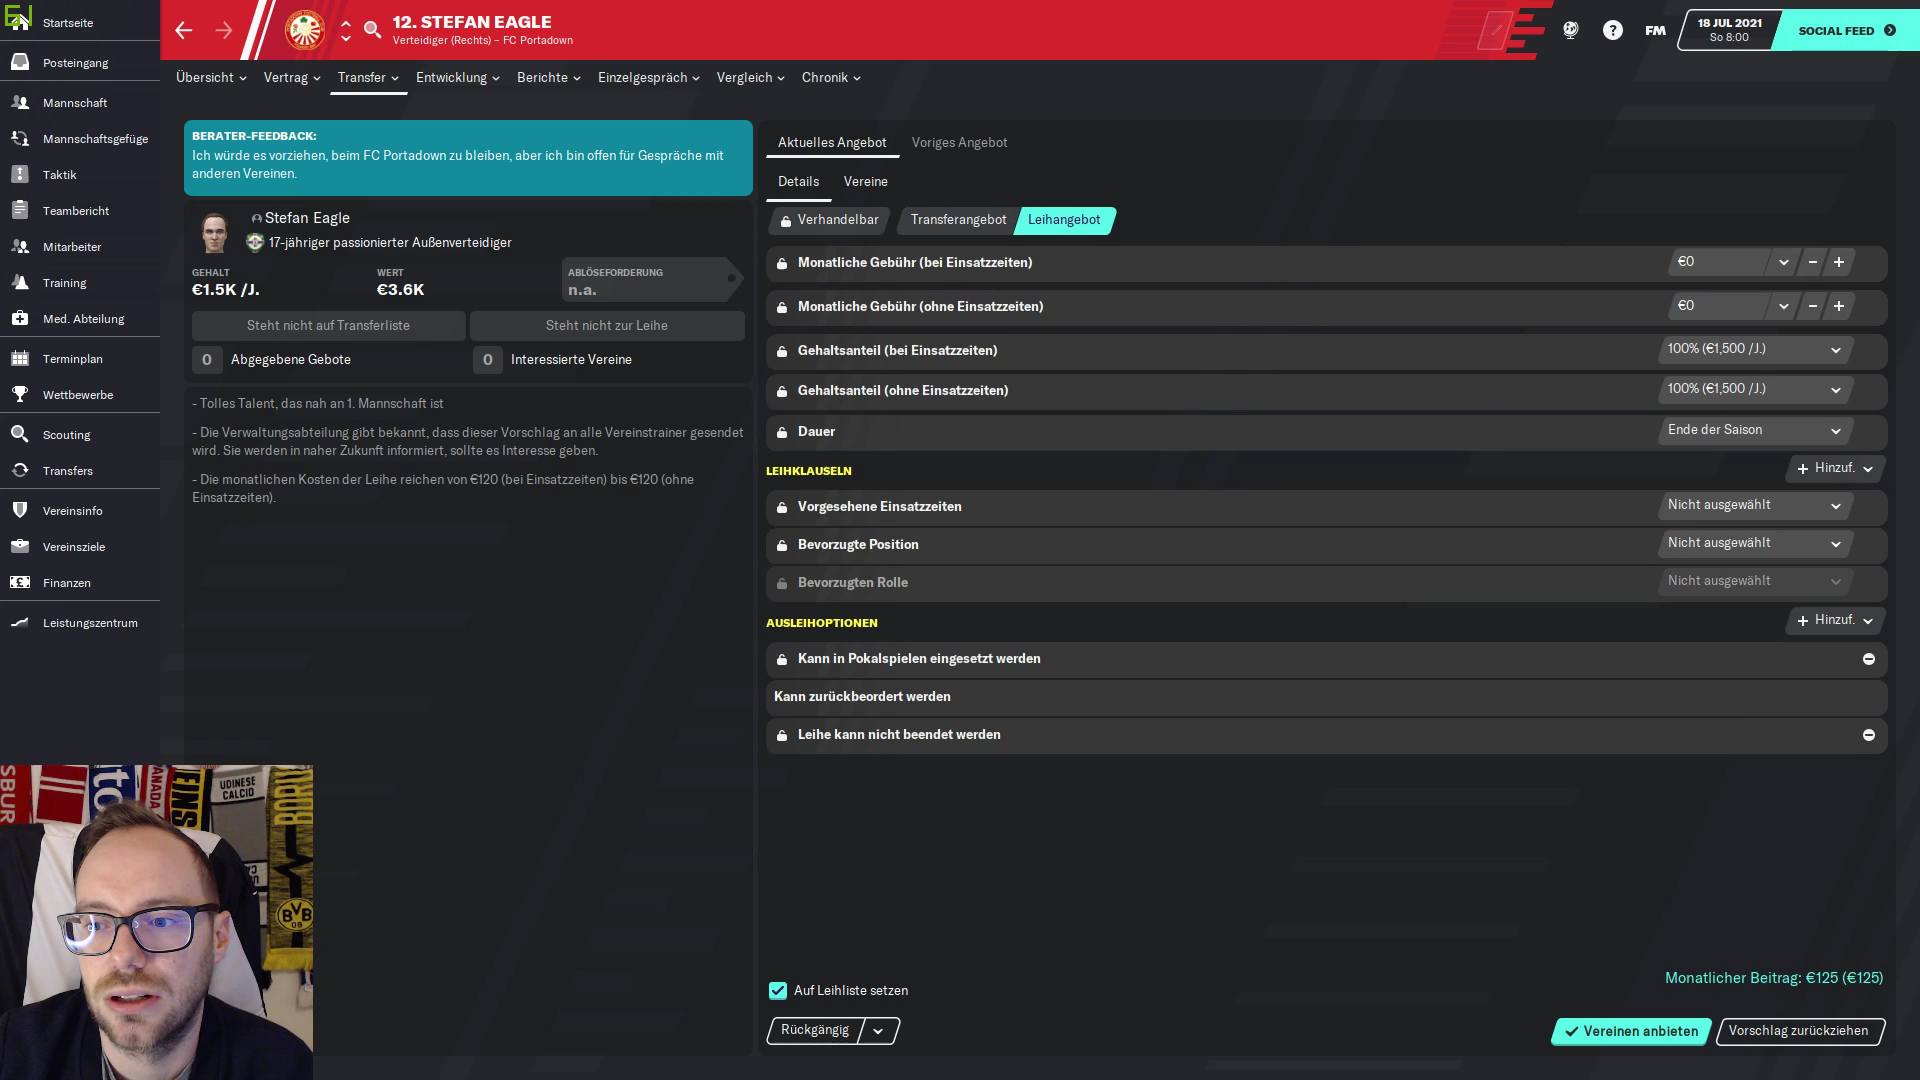 Startseite
Posteingang
Mannschaft
Mannschaftsgefüge
Taktik
Teambericht
Mitarbeiter
Training
Med. Abteilung
Terminplan
Wettbewerbe
Scouting
Transfers
Vereinsinfo
Vereinsziele
Finanzen
Leistungszentrum
12. STEFAN EAGLE
Verteidiger (Rechts) – FC Portadown
FM
18 JUL 2021
So 8:00
SOCIAL FEED
Übersicht Vertrag Transfer Entwicklung Berichte Einzelgespräch Vergleich Chronik
BERATER-FEEDBACK:
Ich würde es vorziehen, beim FC Portadown zu bleiben, aber ich bin offen für Gespräche mit
anderen Vereinen.
Stefan Eagle
17-jähriger passionierter Außenverteidiger
GEHALT WERT ABLÖSEFORDERUNG
€1.5K /J. €3.6K n.a.
Steht nicht auf Transferliste Steht nicht zur Leihe
0 Abgegebene Gebote 0 Interessierte Vereine
- Tolles Talent, das nah an 1. Mannschaft ist
- Die Verwaltungsabteilung gibt bekannt, dass dieser Vorschlag an alle Vereinstrainer gesendet
wird. Sie werden in naher Zukunft informiert, sollte es Interesse geben.
- Die monatlichen Kosten der Leihe reichen von €120 (bei Einsatzzeiten) bis €120 (ohne
Einsatzzeiten).
Aktuelles Angebot Voriges Angebot
Details Vereine
Verhandelbar Transferangebot Leihangebot
Monatliche Gebühr (bei Einsatzzeiten) €0
Monatliche Gebühr (ohne Einsatzzeiten) €0
Gehaltsanteil (bei Einsatzzeiten) 100% (€1,500 /J.)
Gehaltsanteil (ohne Einsatzzeiten) 100% (€1,500 /J.)
Dauer Ende der Saison
LEIHKLAUSELN + Hinzuf.
Vorgesehene Einsatzzeiten Nicht ausgewählt
Bevorzugte Position Nicht ausgewählt
Bevorzugten Rolle Nicht ausgewählt
AUSLEIHOPTIONEN + Hinzuf.
Kann in Pokalspielen eingesetzt werden
Kann zurückbeordert werden
Leihe kann nicht beendet werden
Monatlicher Beitrag: €125 (€125)
Auf Leihliste setzen
Rückgängig
Vereinen anbieten Vorschlag zurückziehen
SBUR
to
ANADA
EINS
UDINESE
CALCIO
BORU
BVB
09